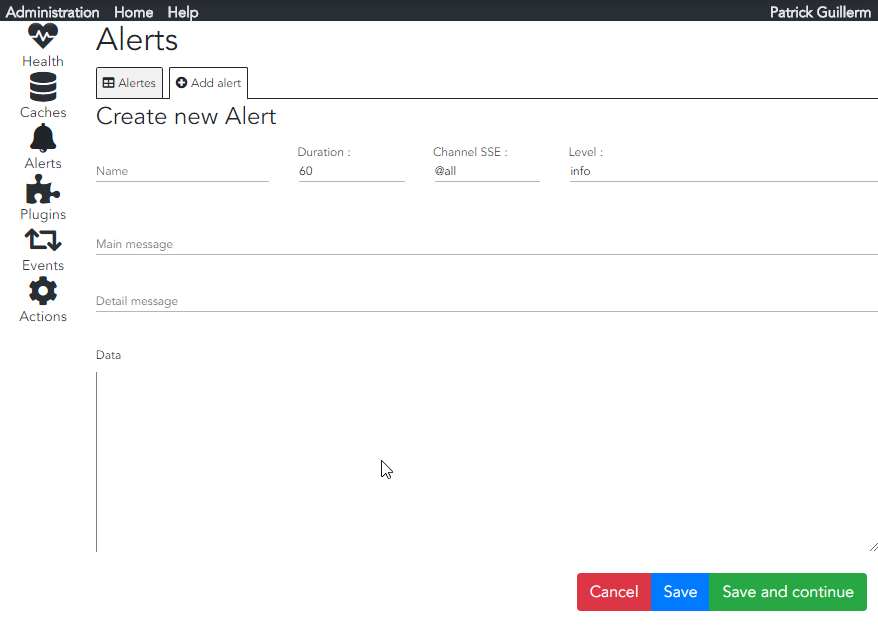 Administration Home Help Patrick Guillerm
Health
Caches
Alerts
Plugins
Events
Actions
Alerts
Alertes Add alert
Create new Alert
Name Duration : 60 Channel SSE : @all Level : info
Main message
Detail message
Data
Cancel Save Save and continue